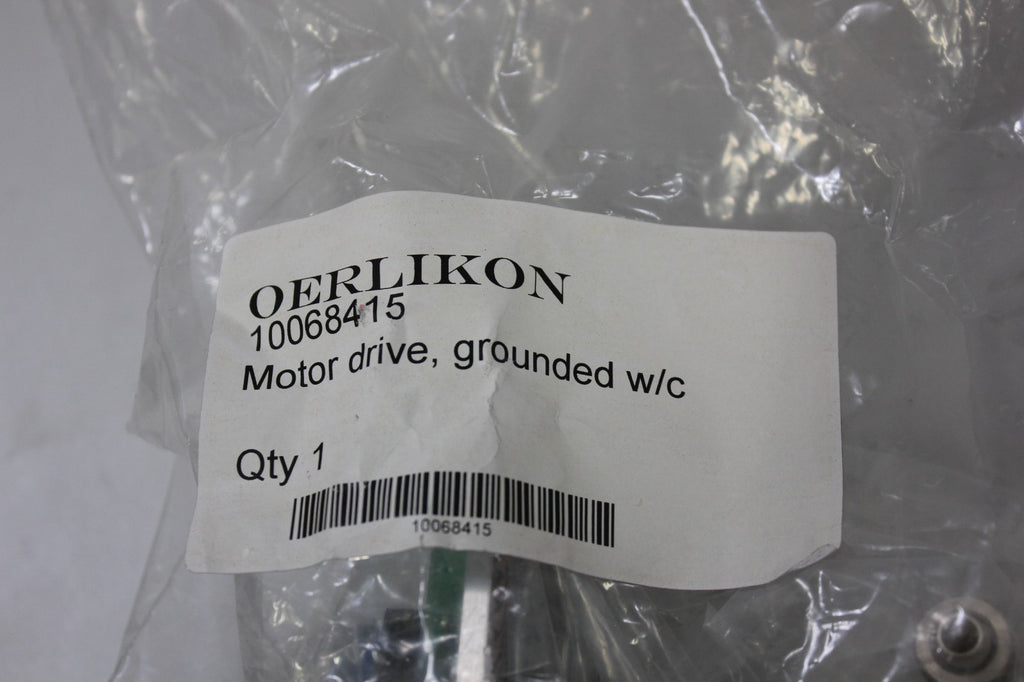 OERLIKON
10068415
Motor drive, grounded w/c
Qty 1
10068415